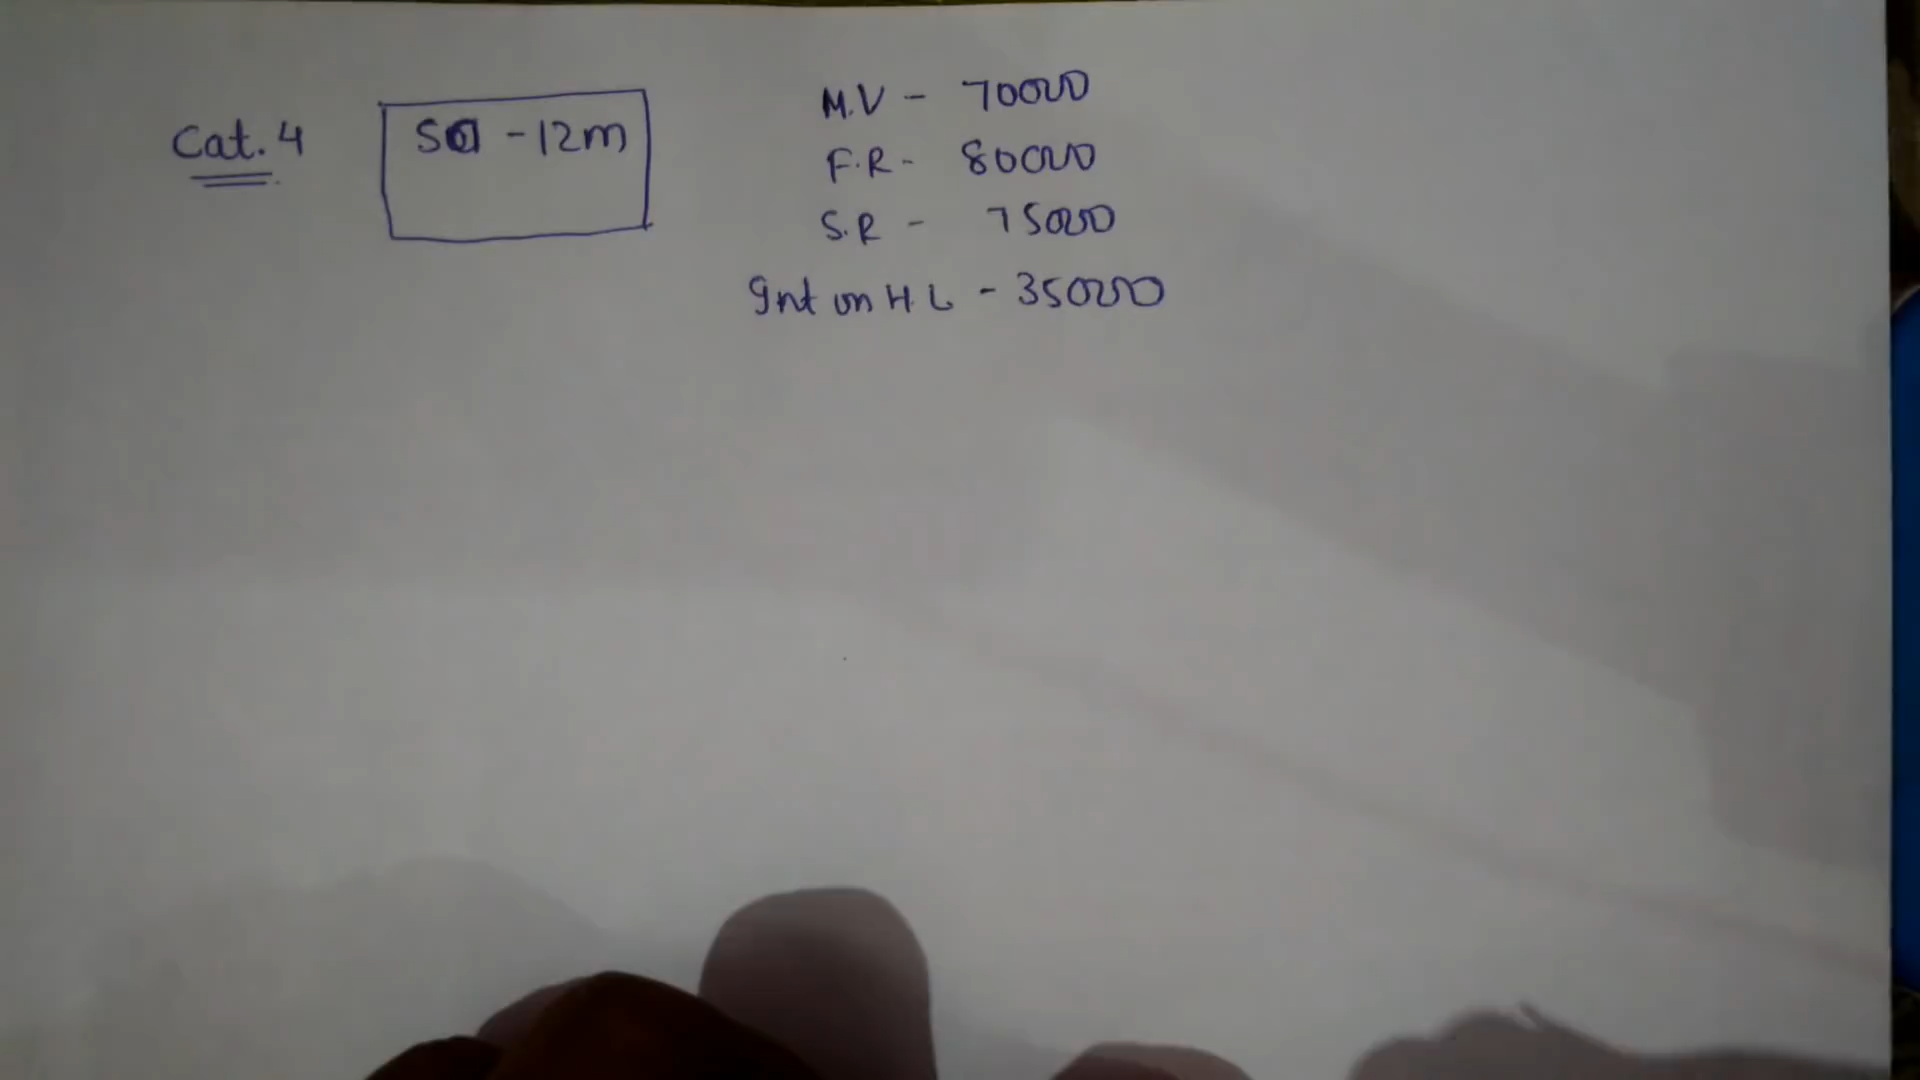 Cat. 4
SO - 12m
M.V - 70000
F.R - 80000
S.R - 75000
Int on H.L - 35000